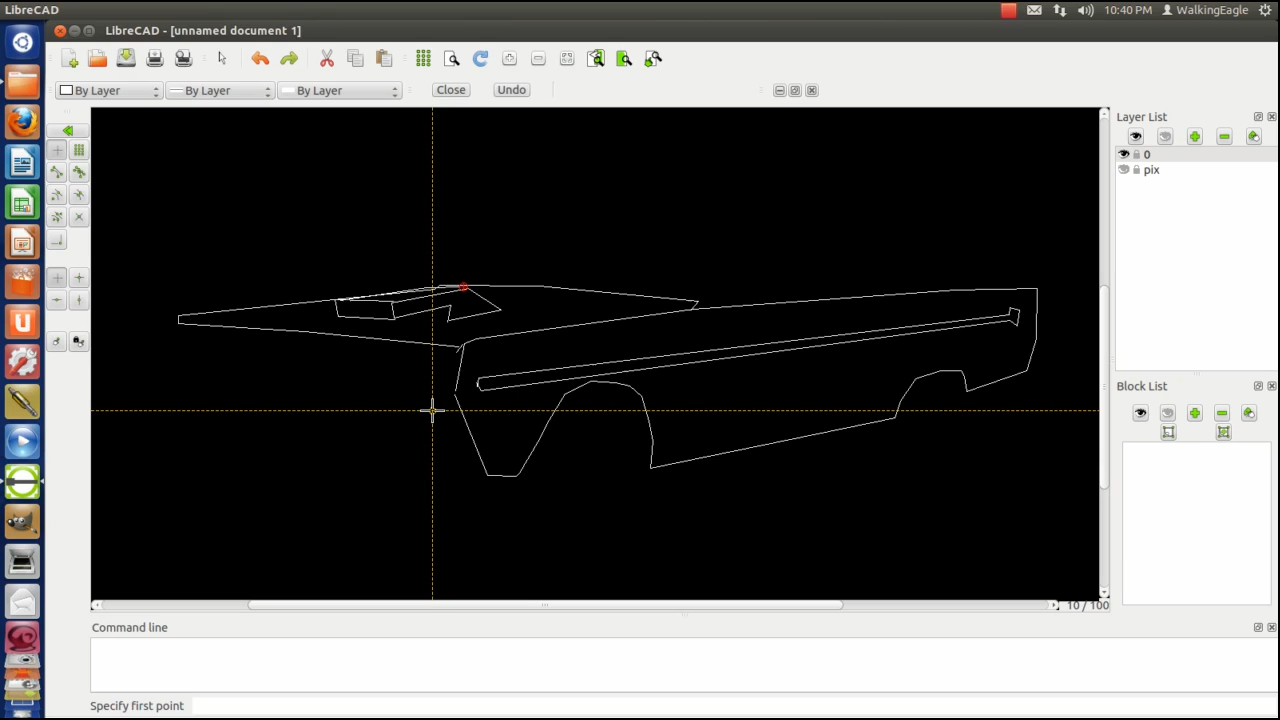 LibreCAD
10:40 PM
WalkingEagle
LibreCAD - [unnamed document 1]
By Layer
By Layer
By Layer
Close
Undo
Layer List
0
pix
Block List
10 / 100
Command line
Specify first point